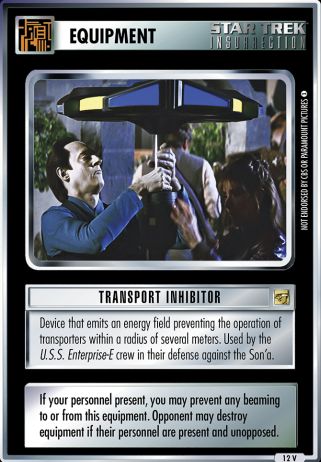 EQUIPMENT
STAR TREK
INSURRECTION
NOT ENDORSED BY CBS OR PARAMOUNT PICTURES
TRANSPORT INHIBITOR
Device that emits an energy field preventing the operation of
transporters within a radius of several meters. Used by the
U.S.S. Enterprise-E crew in their defense against the Son'a.
If your personnel present, you may prevent any beaming
to or from this equipment. Opponent may destroy
equipment if their personnel are present and unopposed.
12 V